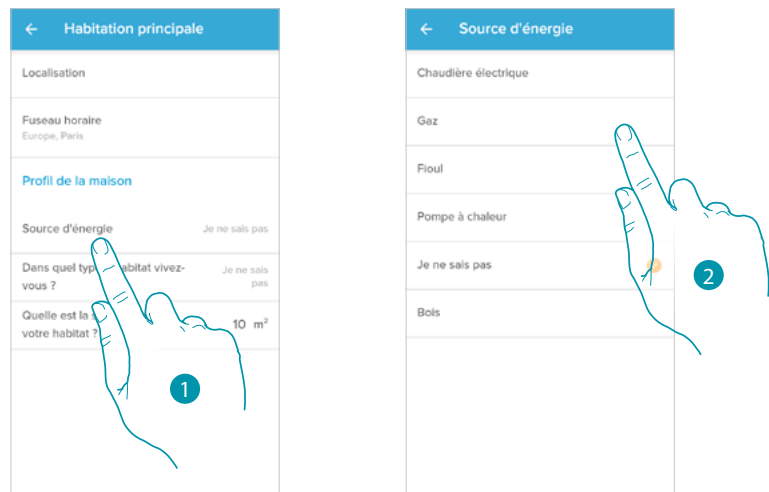 ← Habitation principale
Localisation
Fuseau horaire
Europe, Paris
Profil de la maison
Source d'énergie Je ne sais pas
Dans quel typ abitat vivez- Je ne sais
vous ? pas
Quelle est la s
votre habitat ? 10 m²
1
← Source d'énergie
Chaudière électrique
Gaz
Fioul
Pompe à chaleur
Je ne sais pas
Bois
2